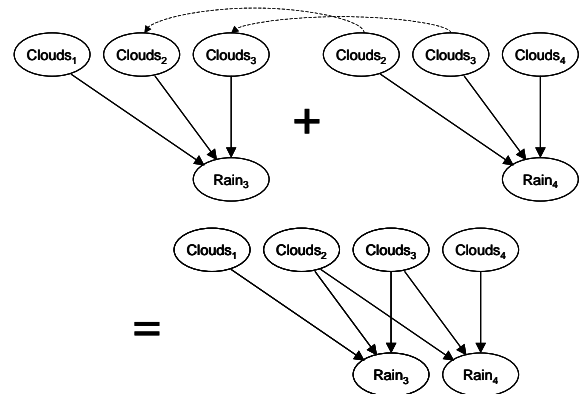 Clouds₁ Clouds₂ Clouds₃ Clouds₂ Clouds₃ Clouds₄
+
Rain₃ Rain₄
Clouds₁ Clouds₂ Clouds₃ Clouds₄
=
Rain₃ Rain₄